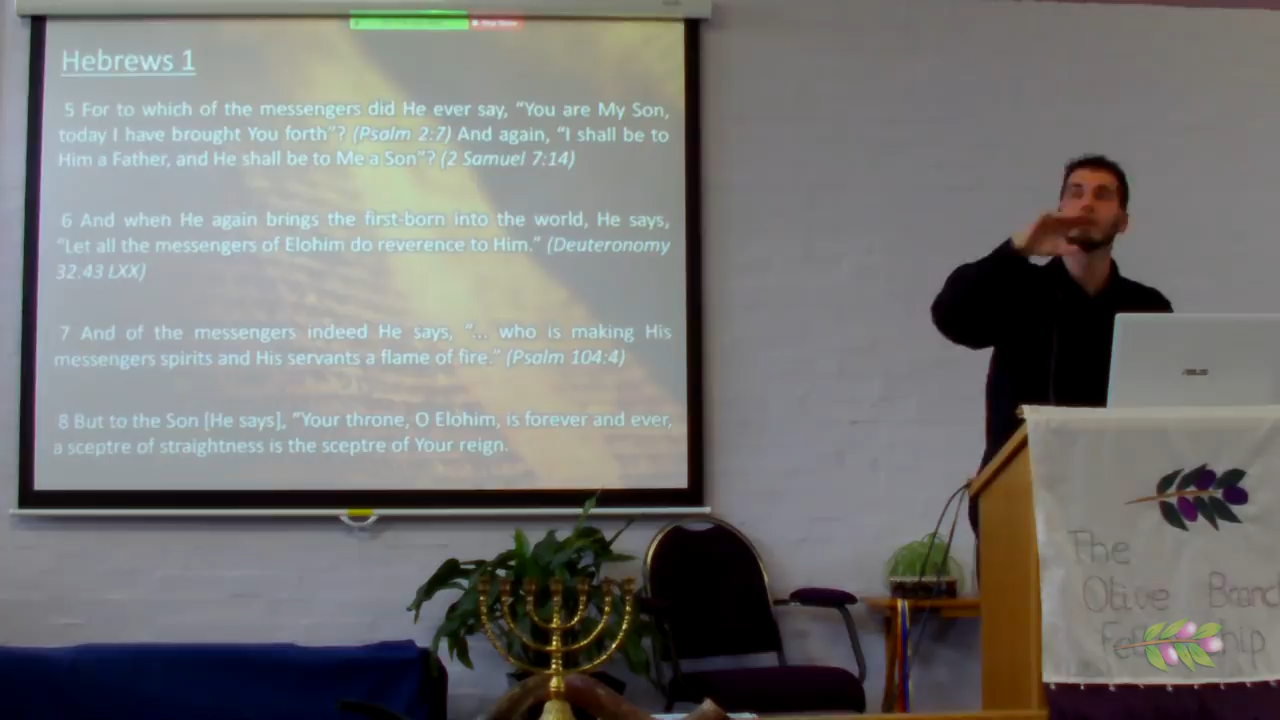 Hebrews 1
5 For to which of the messengers did He ever say, “You are My Son,
today I have brought You forth”? (Psalm 2:7) And again, “I shall be to
Him a Father, and He shall be to Me a Son”? (2 Samuel 7:14)
6 And when He again brings the first-born into the world, He says,
“Let all the messengers of Elohim do reverence to Him.” (Deuteronomy
32.43 LXX)
7 And of the messengers indeed He says, “... who is making His
messengers spirits and His servants a flame of fire.” (Psalm 104:4)
8 But to the Son [He says], “Your throne, O Elohim, is forever and ever,
a sceptre of straightness is the sceptre of Your reign.
ASUS
The
Olive Branc